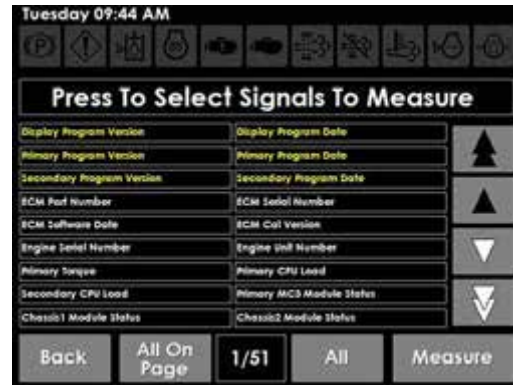 Tuesday 09:44 AM
(P)
Press To Select Signals To Measure
Display Program Version Display Program Date
Primary Program Version Primary Program Date
Secondary Program Version Secondary Program Date
ECM Part Number ECM Serial Number
ECM Software Date ECM Cal Version
Engine Serial Number Engine Unit Number
Primary Torque Primary CPU Load
Secondary CPU Load Primary MC3 Module Status
Chassis1 Module Status Chassis2 Module Status
Back All On Page 1/51 All Measure